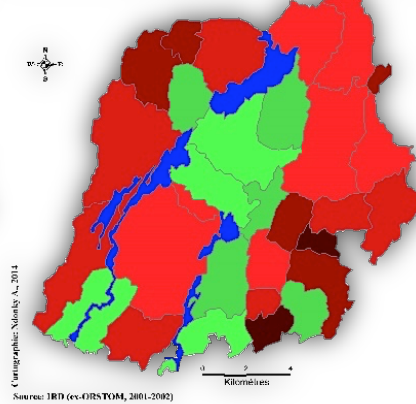 N
W E
S
Cartographie: Ndonky A., 2014
0 2 4
Kilomètres
Source: IRD (ex-ORSTOM, 2001-2002)